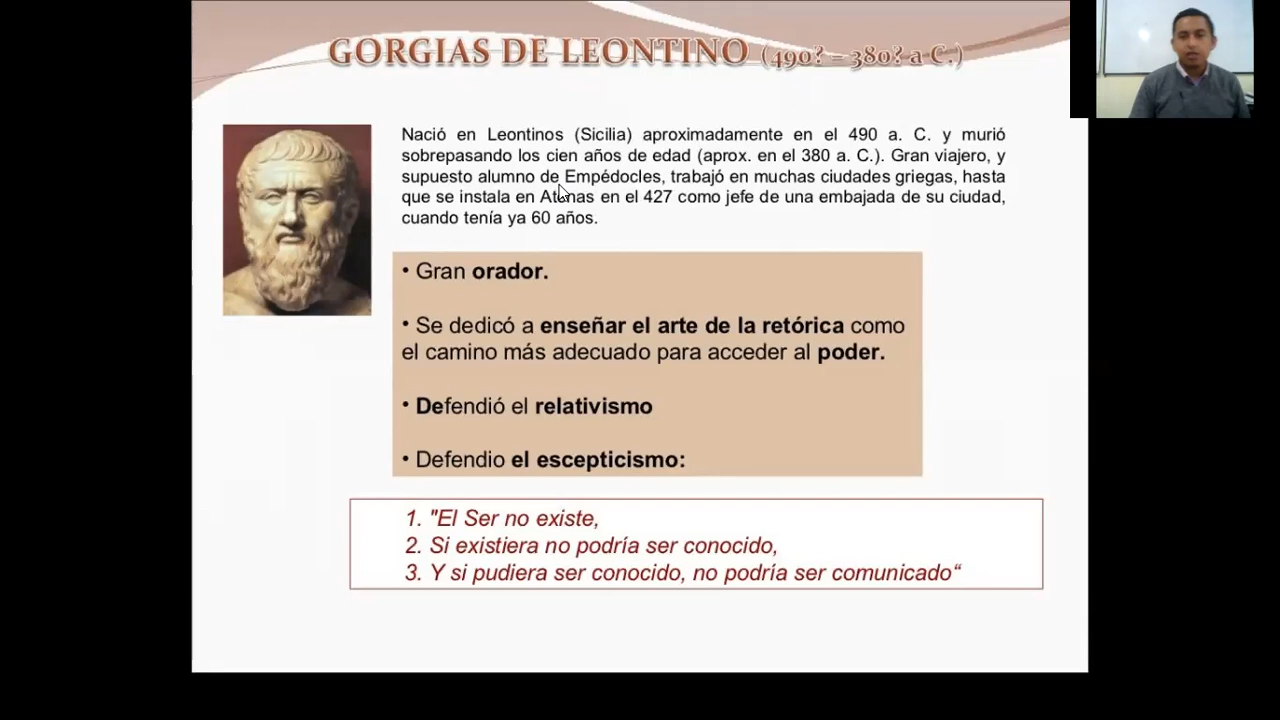 GORGIAS DE LEONTINO (490? – 380? a C.)
Nació en Leontinos (Sicilia) aproximadamente en el 490 a. C. y murió
sobrepasando los cien años de edad (aprox. en el 380 a. C.). Gran viajero, y
supuesto alumno de Empédocles, trabajó en muchas ciudades griegas, hasta
que se instala en Atenas en el 427 como jefe de una embajada de su ciudad,
cuando tenía ya 60 años.
• Gran orador.
• Se dedicó a enseñar el arte de la retórica como
el camino más adecuado para acceder al poder.
• Defendió el relativismo
• Defendio el escepticismo:
1. "El Ser no existe,
2. Si existiera no podría ser conocido,
3. Y si pudiera ser conocido, no podría ser comunicado“